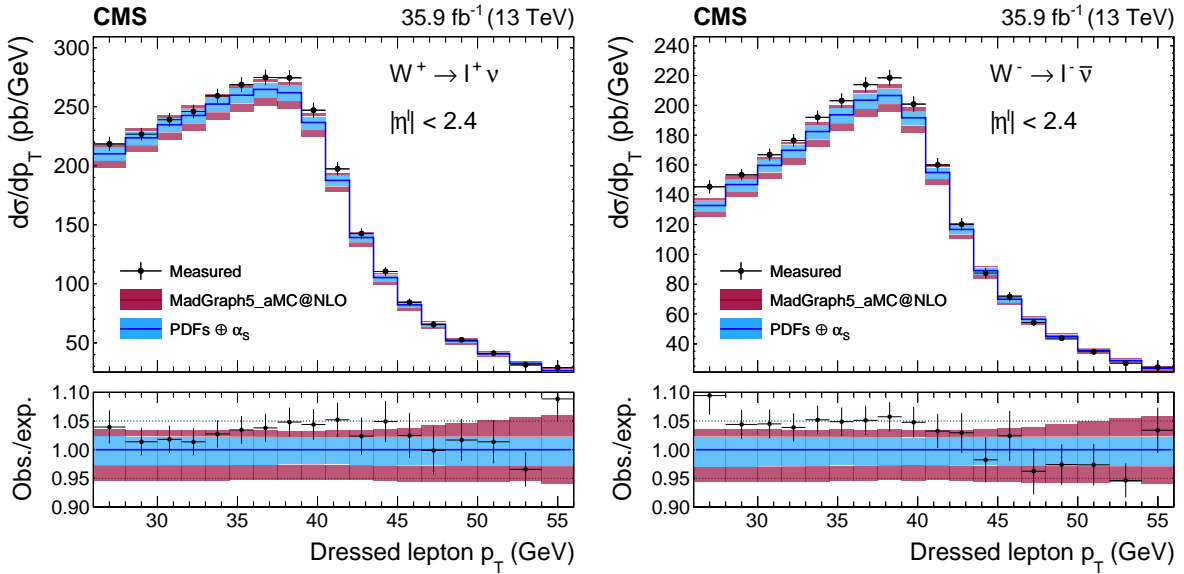 CMS 35.9 fb⁻¹ (13 TeV)
dσ/dp_T (pb/GeV)
300
250
200
150
100
50
W⁺ → l⁺ ν
|ηˡ| < 2.4
Measured
MadGraph5_aMC@NLO
PDFs ⊕ α_S
Obs./exp.
1.10
1.05
1.00
0.95
0.90
30 35 40 45 50 55
Dressed lepton p_T (GeV)
CMS 35.9 fb⁻¹ (13 TeV)
dσ/dp_T (pb/GeV)
240
220
200
180
160
140
120
100
80
60
40
W⁻ → l⁻ ν̄
|ηˡ| < 2.4
Measured
MadGraph5_aMC@NLO
PDFs ⊕ α_S
Obs./exp.
1.10
1.05
1.00
0.95
0.90
30 35 40 45 50 55
Dressed lepton p_T (GeV)